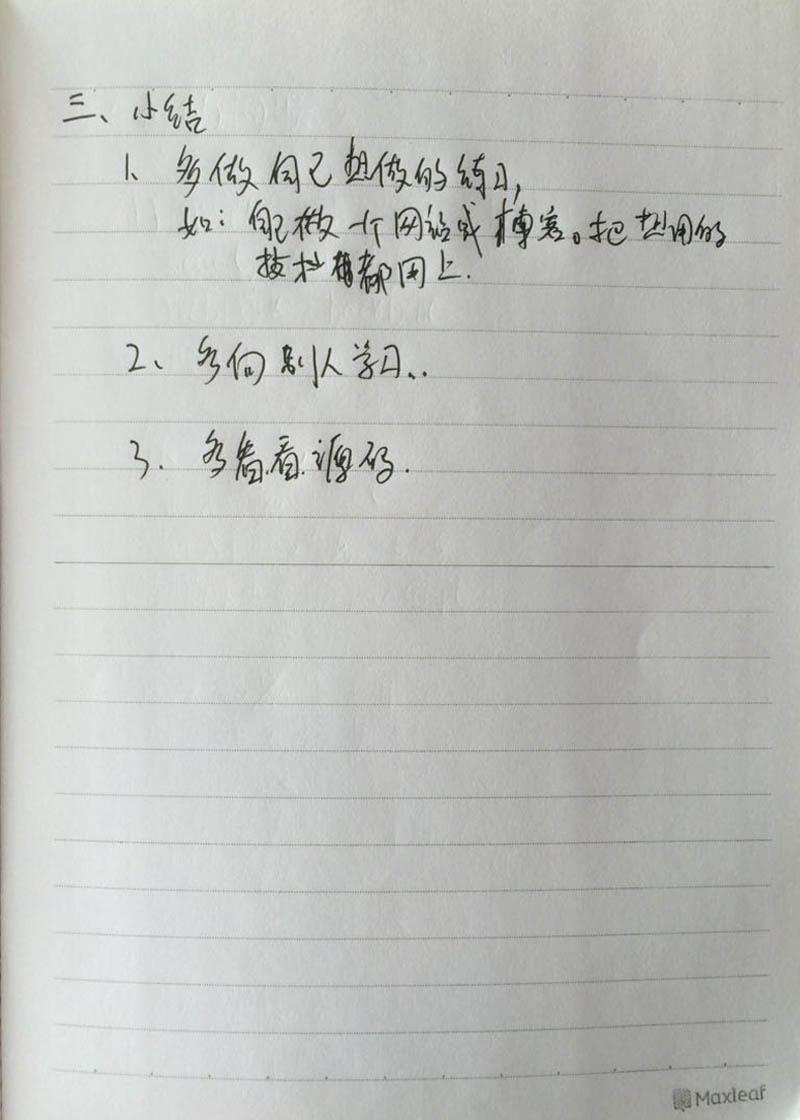 三、小结
1、多做自己想做的练习,
如:自己做一个网站或博客。把想用的
技术都用上.
2、多向别人学习..
3.多看看源码.
Maxleaf